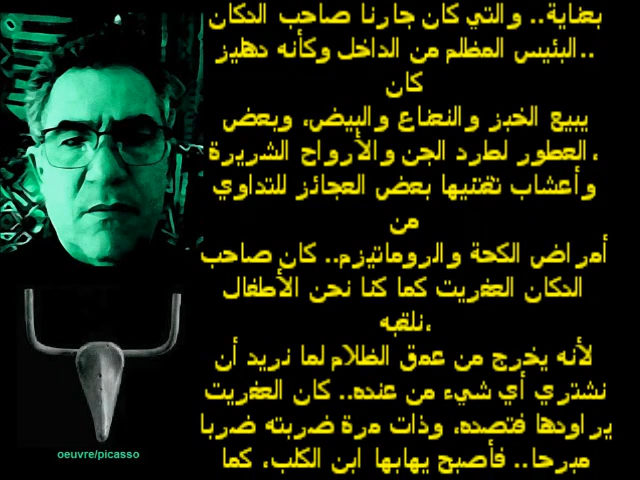 بعناية.. والتي كان جارنا صاحب الدكان
البئيس المظلم من الداخل وكأنه دهليز..
كان
يبيع الخبز والنعناع والبيض، وبعض
العطور لطرد الجن والأرواح الشريرة،
وأعشاب تقتنيها بعض العجائز للتداوي
من
أمراض الكحة والروماتيزم.. كان صاحب
الدكان العفريت كما كنا نحن الأطفال
نلقبه،
لأنه يخرج من عمق الظلام لما نريد أن
نشتري أي شيء من عنده.. كان العفريت
يراودها فتصده، وذات مرة ضربته ضربا
مبرحا.. فأصبح يهابها ابن الكلب، كما
oeuvre/picasso